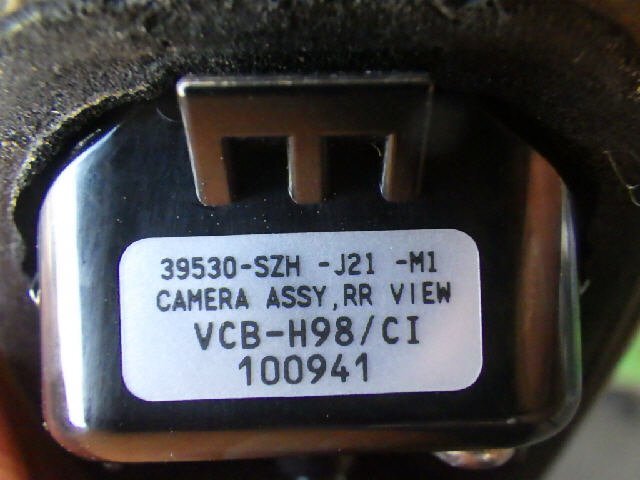 39530-SZH -J21 -M1
CAMERA ASSY,RR VIEW
VCB-H98/CI
100941